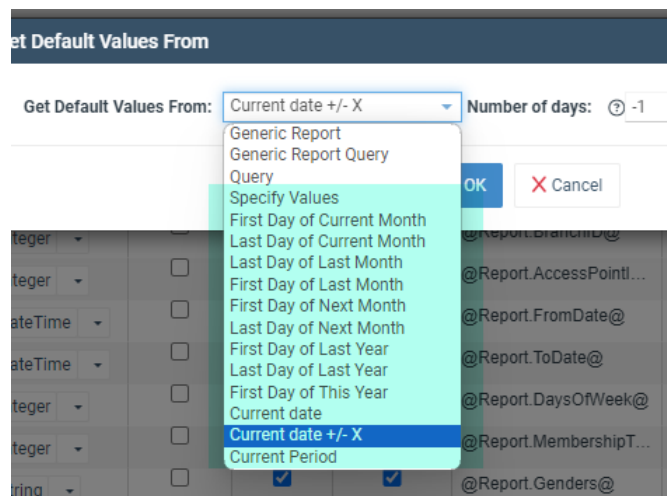 et Default Values From
Get Default Values From: Current date +/- X Number of days: ? -1
Generic Report
Generic Report Query
Query
OK Cancel
Specify Values
First Day of Current Month
Last Day of Current Month
Last Day of Last Month
First Day of Last Month
First Day of Next Month
Last Day of Next Month
First Day of Last Year
Last Day of Last Year
First Day of This Year
Current date
Current date +/- X
Current Period
nteger @Report.BranchID@
teger @Report.AccessPointI...
ateTime @Report.FromDate@
ateTime @Report.ToDate@
teger @Report.DaysOfWeek@
teger @Report.MembershipT...
tring @Report.Genders@